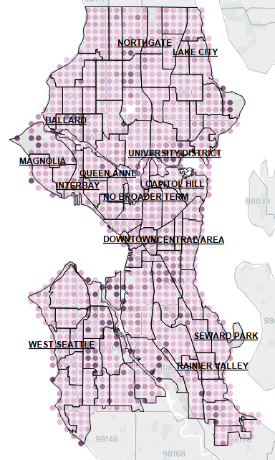 NORTHGATE
LAKE CITY
BALLARD
UNIVERSITY DISTRICT
MAGNOLIA
QUEEN ANNE
INTERBAY
CAPITOL HILL
NO BROADER TERM
98039
DOWNTOWN
CENTRAL AREA
SEWARD PARK
WEST SEATTLE
RAINIER VALLEY
98146
98168